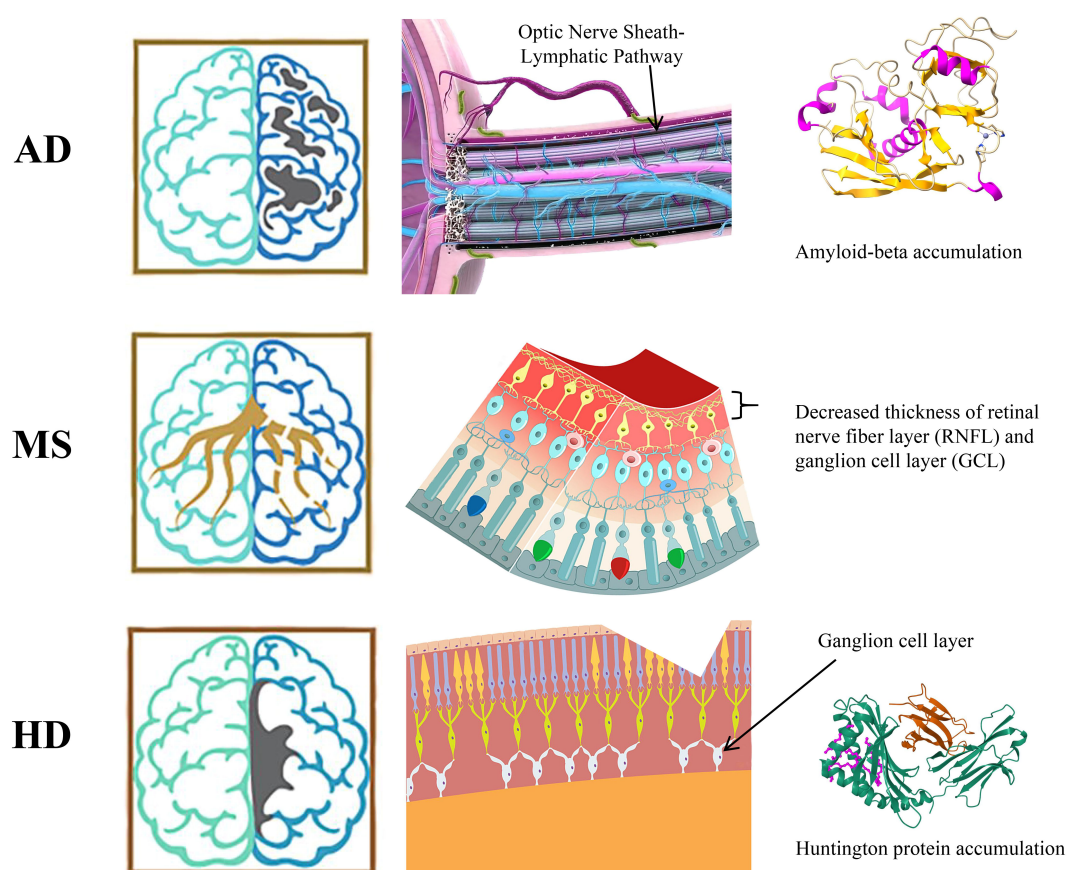 AD
Optic Nerve Sheath-
Lymphatic Pathway
Amyloid-beta accumulation
MS
Decreased thickness of retinal
nerve fiber layer (RNFL) and
ganglion cell layer (GCL)
HD
Ganglion cell layer
Huntington protein accumulation